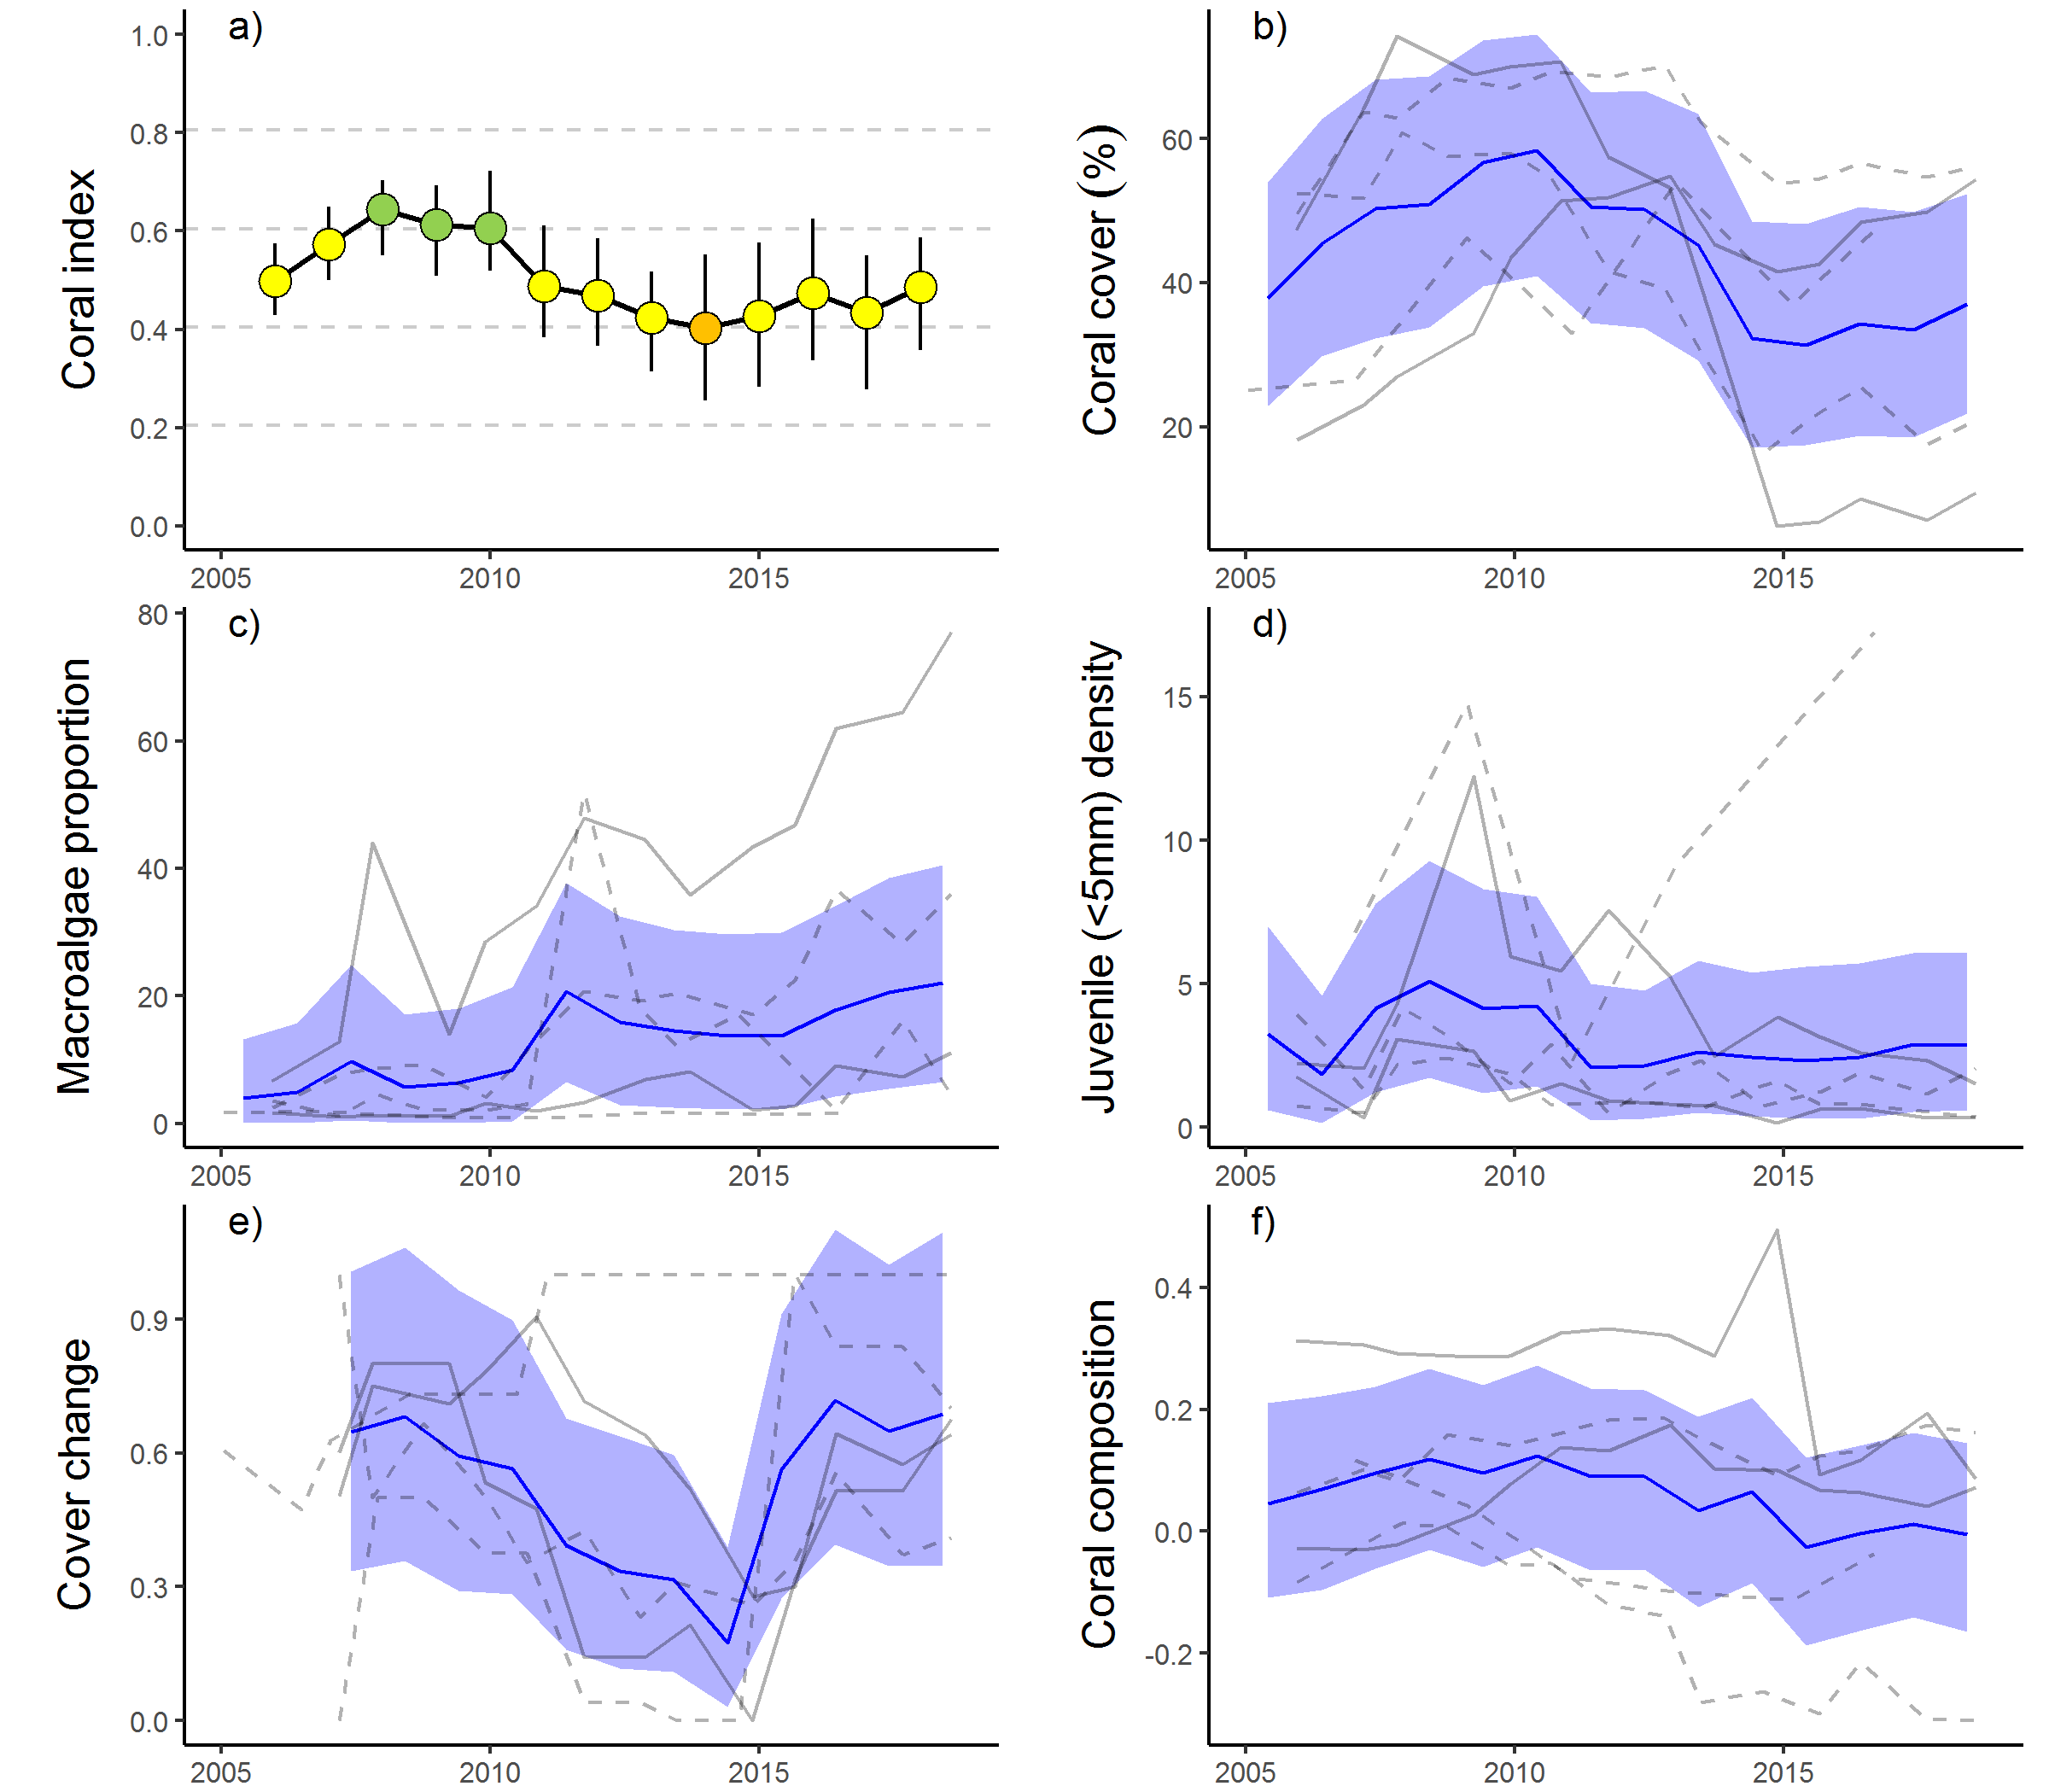 a)
Coral index
1.0
0.8
0.6
0.4
0.2
0.0
2005 2010 2015
b)
Coral cover (%)
60
40
20
2005 2010 2015
c)
Macroalgae proportion
80
60
40
20
0
2005 2010 2015
d)
Juvenile (<5mm) density
15
10
5
0
2005 2010 2015
e)
Cover change
0.9
0.6
0.3
0.0
2005 2010 2015
f)
Coral composition
0.4
0.2
0.0
-0.2
2005 2010 2015